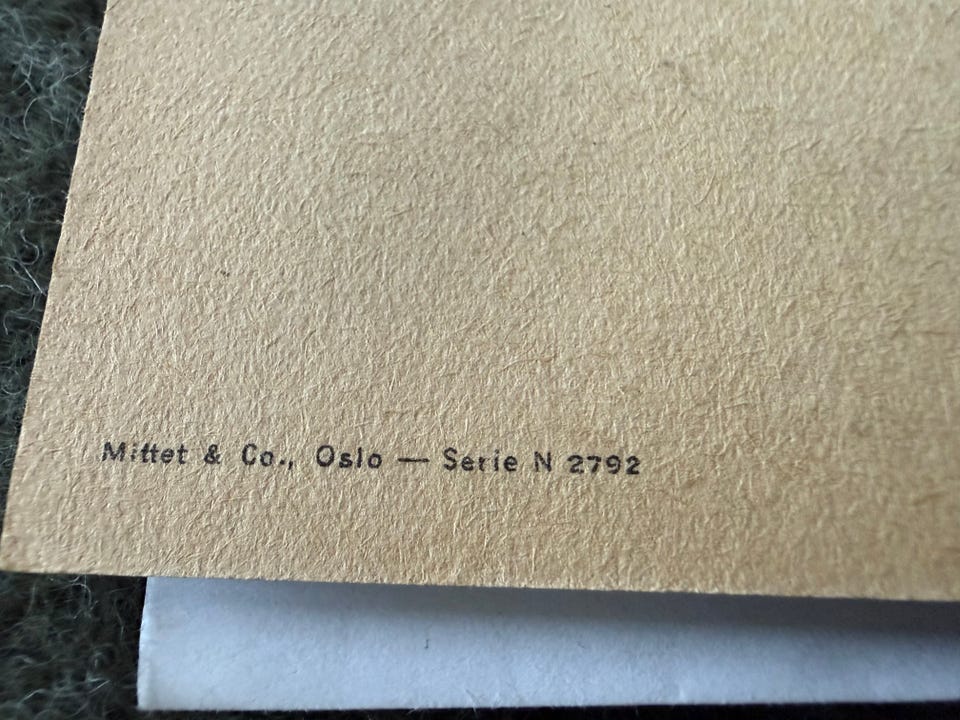 Mittet & Co., Oslo — Serie N 2792